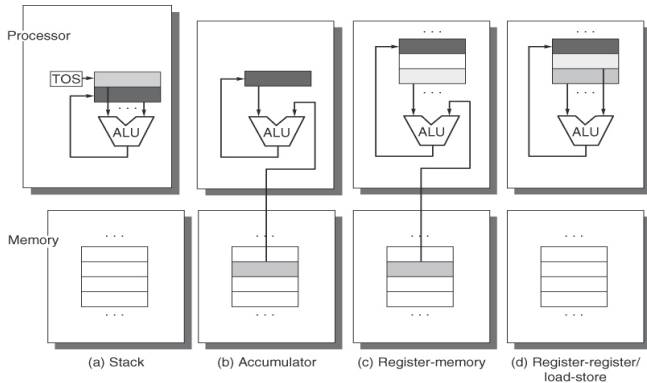 Processor
TOS
ALU
ALU
ALU
ALU
. . .
. . .
. . .
. . .
. . .
Memory
. . .
. . .
. . .
. . .
. . .
. . .
. . .
. . .
(a) Stack
(b) Accumulator
(c) Register-memory
(d) Register-register/
load-store